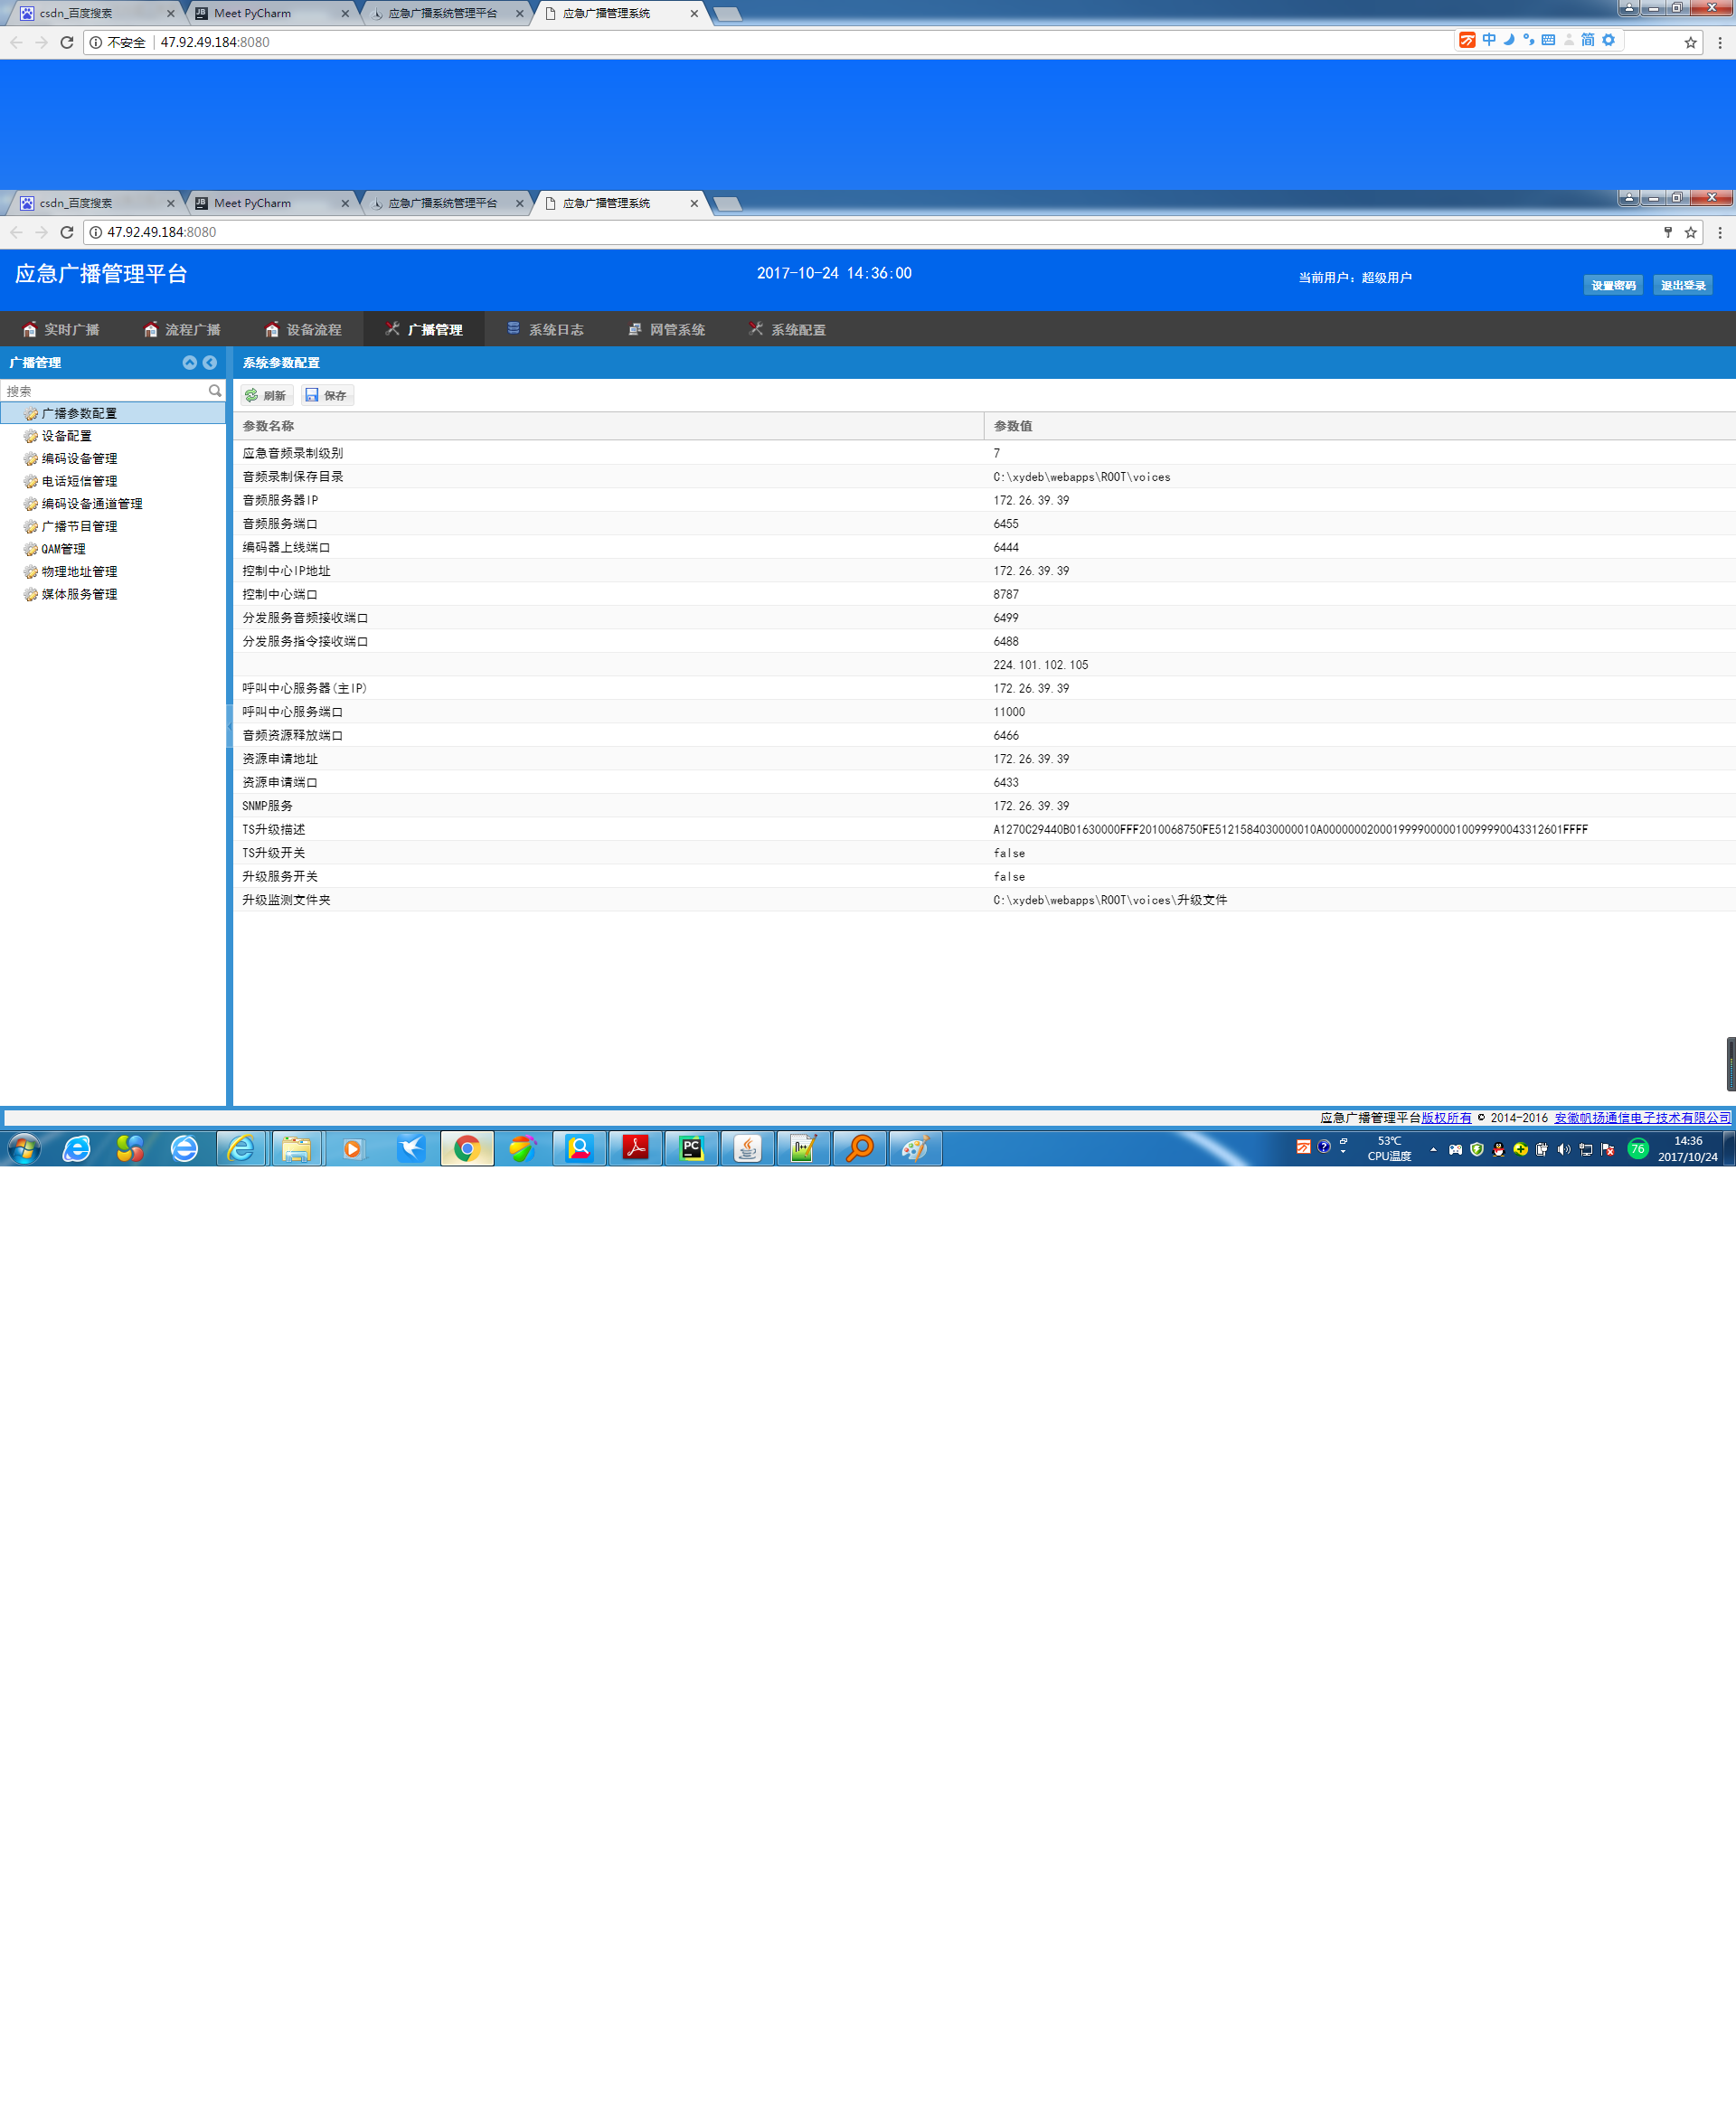 csdn_百度搜索 Meet PyCharm 应急广播系统管理平台 应急广播管理系统
不安全 47.92.49.184:8080 中 简
csdn_百度搜索 Meet PyCharm 应急广播系统管理平台 应急广播管理系统
47.92.49.184:8080
应急广播管理平台 2017-10-24 14:36:00 当前用户：超级用户 设置密码 退出登录
实时广播 流程广播 设备流程 广播管理 系统日志 网管系统 系统配置
广播管理 系统参数配置
搜索 刷新 保存
广播参数配置
设备配置
编码设备管理
电话短信管理
编码设备通道管理
广播节目管理
QAM管理
物理地址管理
媒体服务管理
参数名称 参数值
应急音频录制级别 7
音频录制保存目录 C:\xydeb\webapps\ROOT\voices
音频服务器IP 172.26.39.39
音频服务端口 6455
编码器上线端口 6444
控制中心IP地址 172.26.39.39
控制中心端口 8787
分发服务音频接收端口 6499
分发服务指令接收端口 6488
224.101.102.105
呼叫中心服务器(主IP) 172.26.39.39
呼叫中心服务端口 11000
音频资源释放端口 6466
资源申请地址 172.26.39.39
资源申请端口 6433
SNMP服务 172.26.39.39
TS升级描述 A1270C29440B01630000FFF2010068750FE5121584030000010A00000002000199990000010099990043312601FFFF
TS升级开关 false
升级服务开关 false
升级监测文件夹 C:\xydeb\webapps\ROOT\voices\升级文件
应急广播管理平台版权所有 © 2014-2016 安徽帆扬通信电子技术有限公司
53℃ 76 14:36
CPU温度 2017/10/24